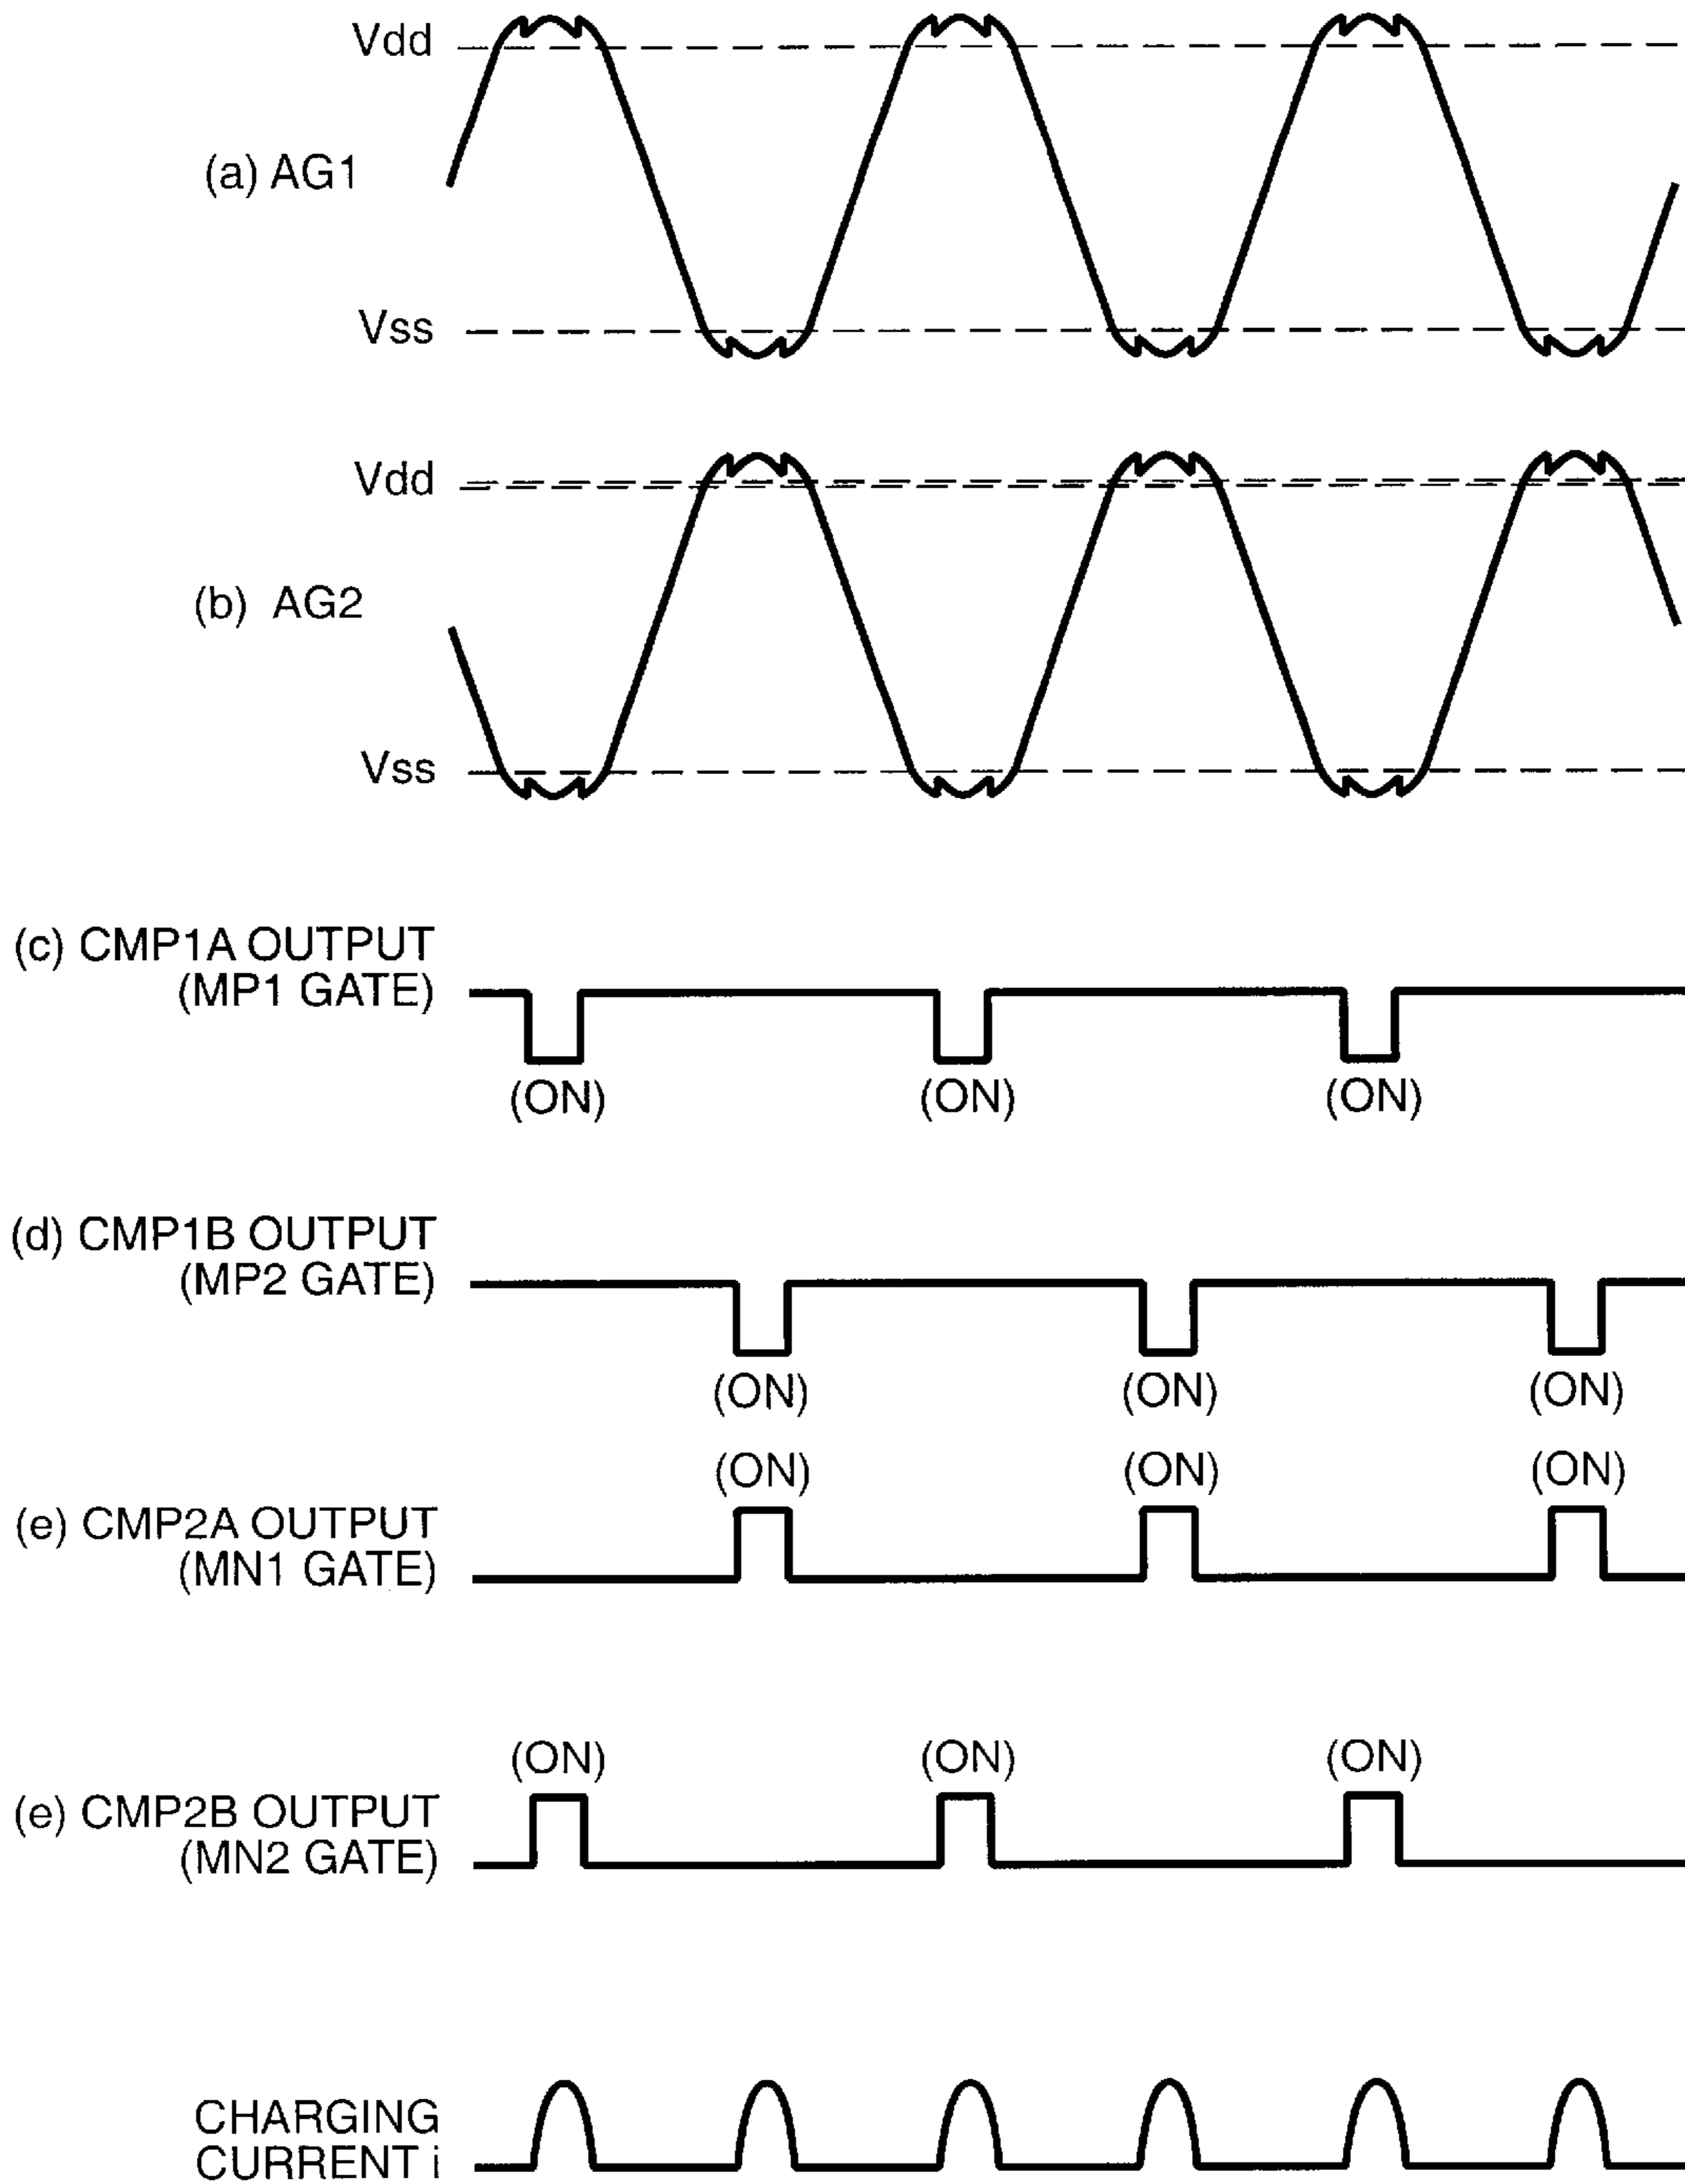 Vdd
(a) AG1
Vss
Vdd
(b) AG2
Vss
(c) CMP1A OUTPUT
(MP1 GATE)
(ON) (ON) (ON)
(d) CMP1B OUTPUT
(MP2 GATE)
(ON) (ON) (ON)
(ON) (ON) (ON)
(e) CMP2A OUTPUT
(MN1 GATE)
(ON) (ON) (ON)
(e) CMP2B OUTPUT
(MN2 GATE)
CHARGING
CURRENT i